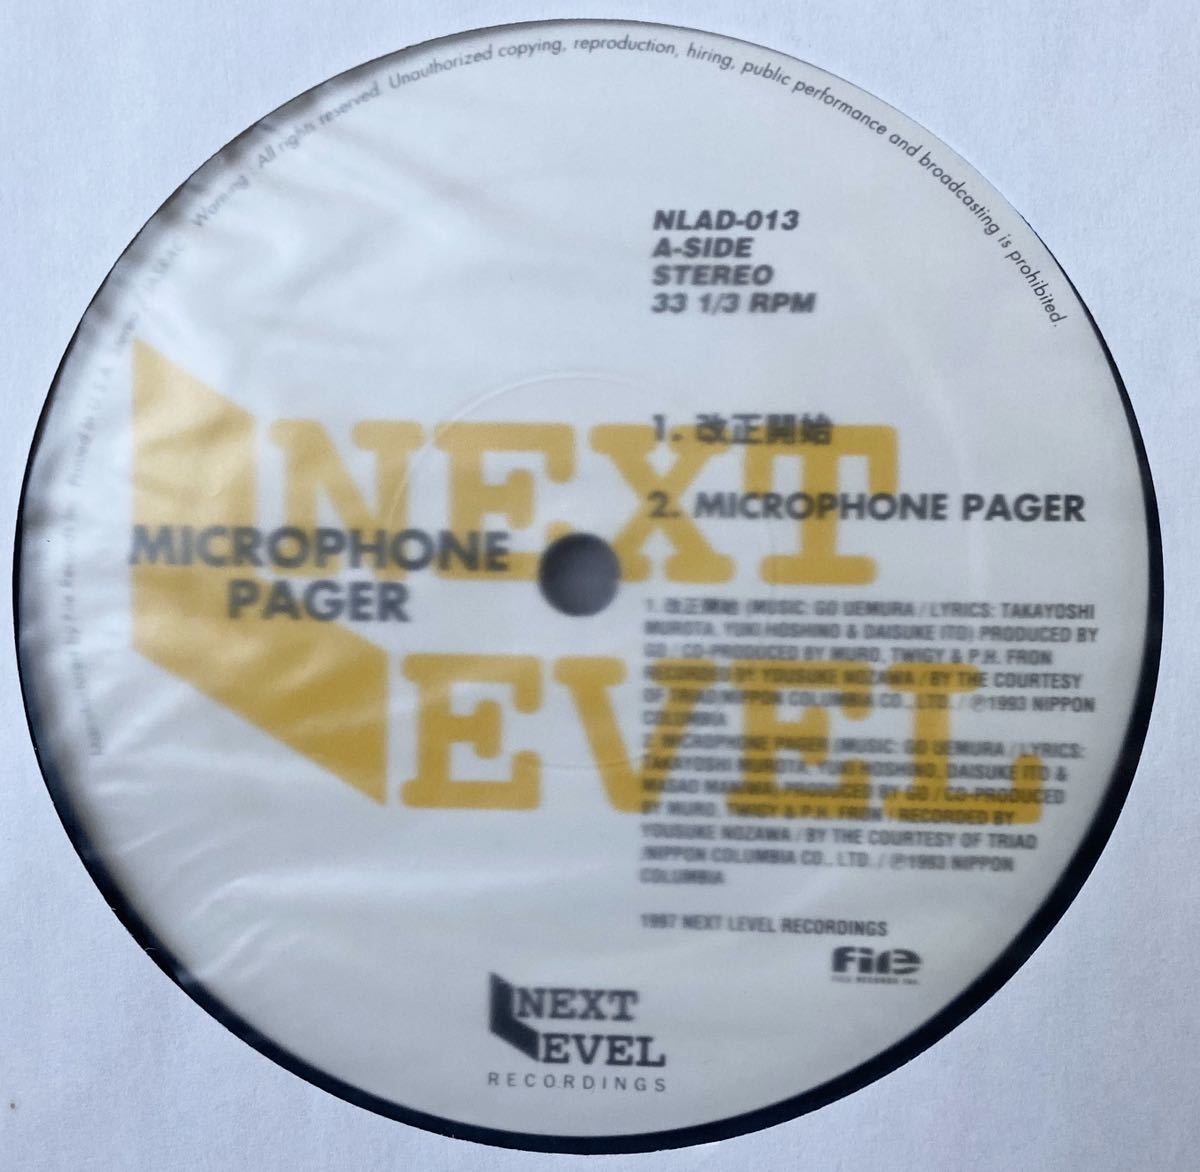 Warning : All rights reserved. Unauthorized copying, reproduction, hiring, public performance and broadcasting is prohibited.
NLAD-013
A-SIDE
STEREO
33 1/3 RPM
NEXT
LEVEL
1. 改正開始
2. MICROPHONE PAGER
MICROPHONE
PAGER
1. 改正開始 (MUSIC: GO UEMURA / LYRICS: TAKAYOSHI
MUROTA, YUKI HOSHINO & DAISUKE ITO) PRODUCED BY
GO / CO-PRODUCED BY MURO, TWIGY & P.H. FRON
RECORDED BY YOUSUKE NOZAWA / BY THE COURTESY
OF TRIAD/NIPPON COLUMBIA CO., LTD. / ℗1993 NIPPON
COLUMBIA
2. MICROPHONE PAGER (MUSIC: GO UEMURA / LYRICS:
TAKAYOSHI MUROTA, YUKI HOSHINO, DAISUKE ITO &
MASAO MANIWA, PRODUCED BY GO / CO-PRODUCED
BY MURO, TWIGY & P.H. FRON / RECORDED BY
YOUSUKE NOZAWA / BY THE COURTESY OF TRIAD
/NIPPON COLUMBIA CO., LTD. / ℗1993 NIPPON
COLUMBIA
1997 NEXT LEVEL RECORDINGS
FILE
FILE RECORDS INC.
NEXT
LEVEL
RECORDINGS